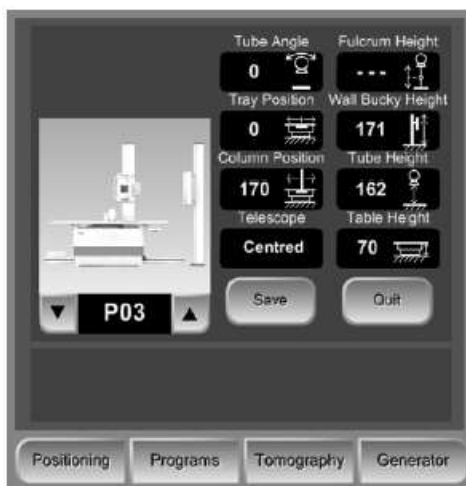 Tube Angle Fulcrum Height
0 ---
Tray Position Wall Bucky Height
0 171
Column Position Tube Height
170 162
Telescope Table Height
Centred 70
P03 Save Quit
Positioning Programs Tomography Generator